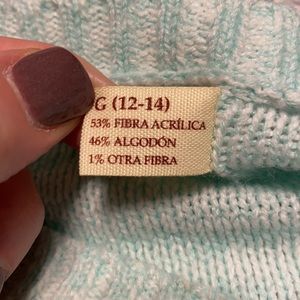 G (12-14)
53% FIBRA ACRÍLICA
46% ALGODÓN
1% OTRA FIBRA